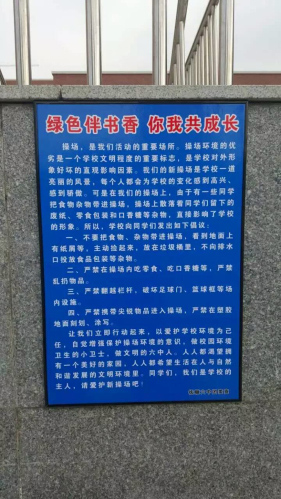 绿色伴书香 你我共成长
操场，是我们活动的重要场所。操场环境的优
劣是一个学校文明程度的重要标志，是学校对外形
象好坏的直观影响因素。我们的新操场是学校一道
亮丽的风景，每个人都会为学校的变化感到高兴、
感到骄傲。可是在我们的操场上，由于有一些同学
把食物杂物带进操场，操场上散落着同学们留下的
废纸、零食包装和口香糖等杂物，直接影响了学校
的形象。所以，学校向同学们发出如下倡议：
一、不要把食物、杂物带进操场，看到地面上
有纸屑等，主动捡起来，放在垃圾桶里，不向排水
口投放食品包装等杂物。
二、严禁在操场内吃零食、吃口香糖等，严禁
乱扔物品。
三、严禁翻越栏杆，破坏足球门、篮球框等场
内设施。
四、严禁携带尖锐物品进入操场，严禁在塑胶
地面刻划、涂写。
让我们立即行动起来，以爱护学校环境为己
任，自觉增强保护操场环境的意识，做校园环境
卫生的小卫士，做文明的六中人。人人都渴望拥
有一个美好的家园，人人都希望生活在人与自然
和谐发展的文明环境里。同学们，我们是学校的
主人，请爱护新操场吧！